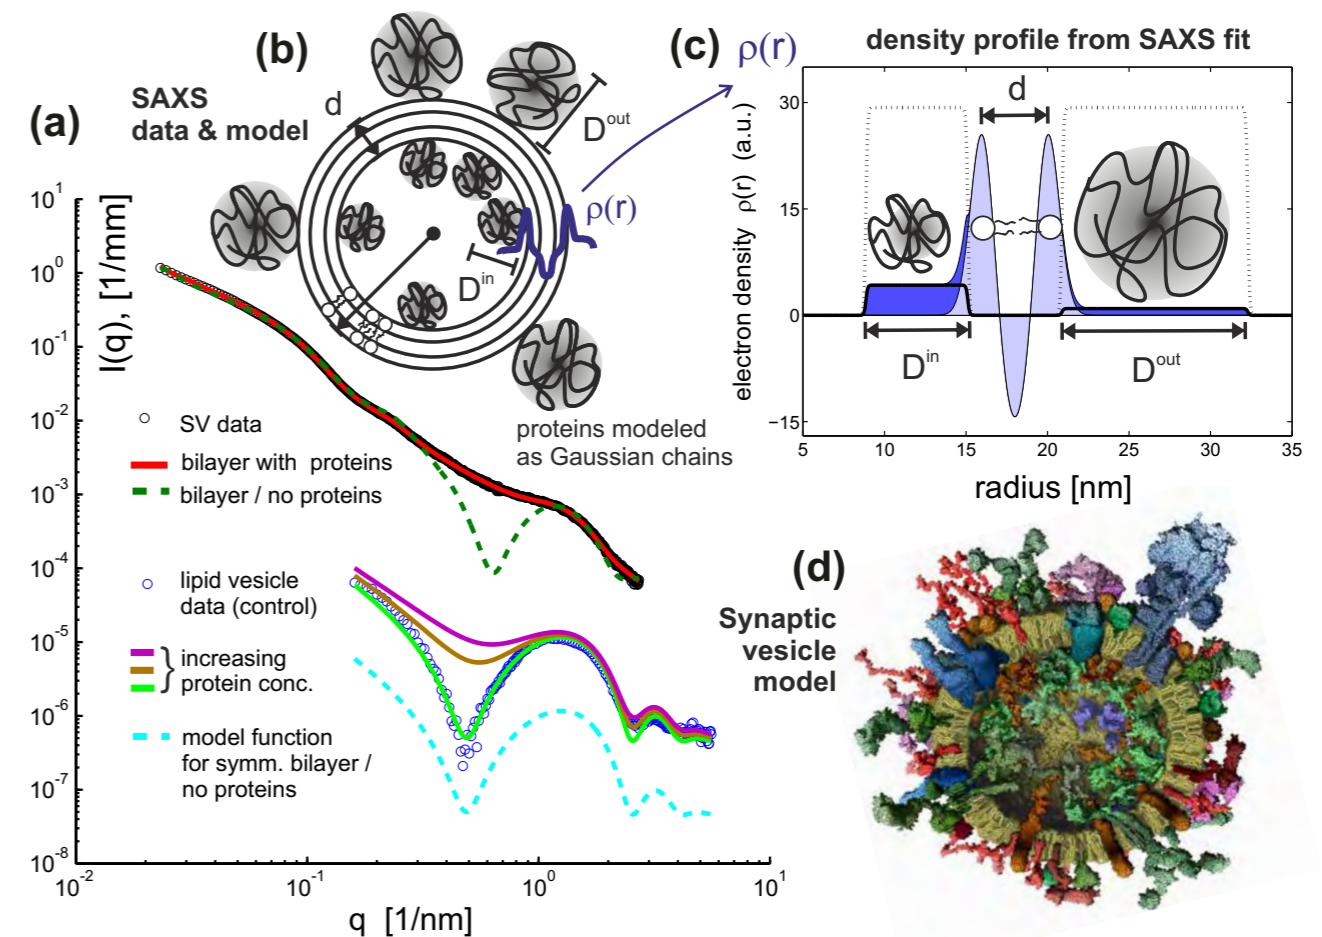 (a)
SAXS
data & model
(b)
d
D^out
D^in
ρ(r)
proteins modeled
as Gaussian chains
I(q), [1/mm]
10^1
10^0
10^-1
10^-2
10^-3
10^-4
10^-5
10^-6
10^-7
10^-8
SV data
bilayer with proteins
bilayer / no proteins
lipid vesicle
data (control)
increasing
protein conc.
model function
for symm. bilayer /
no proteins
10^-2
10^-1
10^0
10^1
q [1/nm]
(c)
ρ(r)
density profile from SAXS fit
electron density ρ(r) (a.u.)
30
15
0
−15
d
D^in
D^out
5
10
15
20
25
30
35
radius [nm]
(d)
Synaptic
vesicle
model